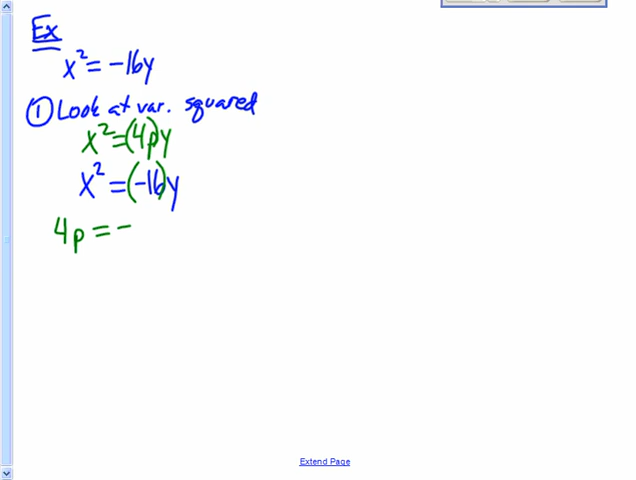 Ex
x² = -16y
① Look at var. squared
x² = (4p)y
x² = (-16)y
4p = -
Extend Page